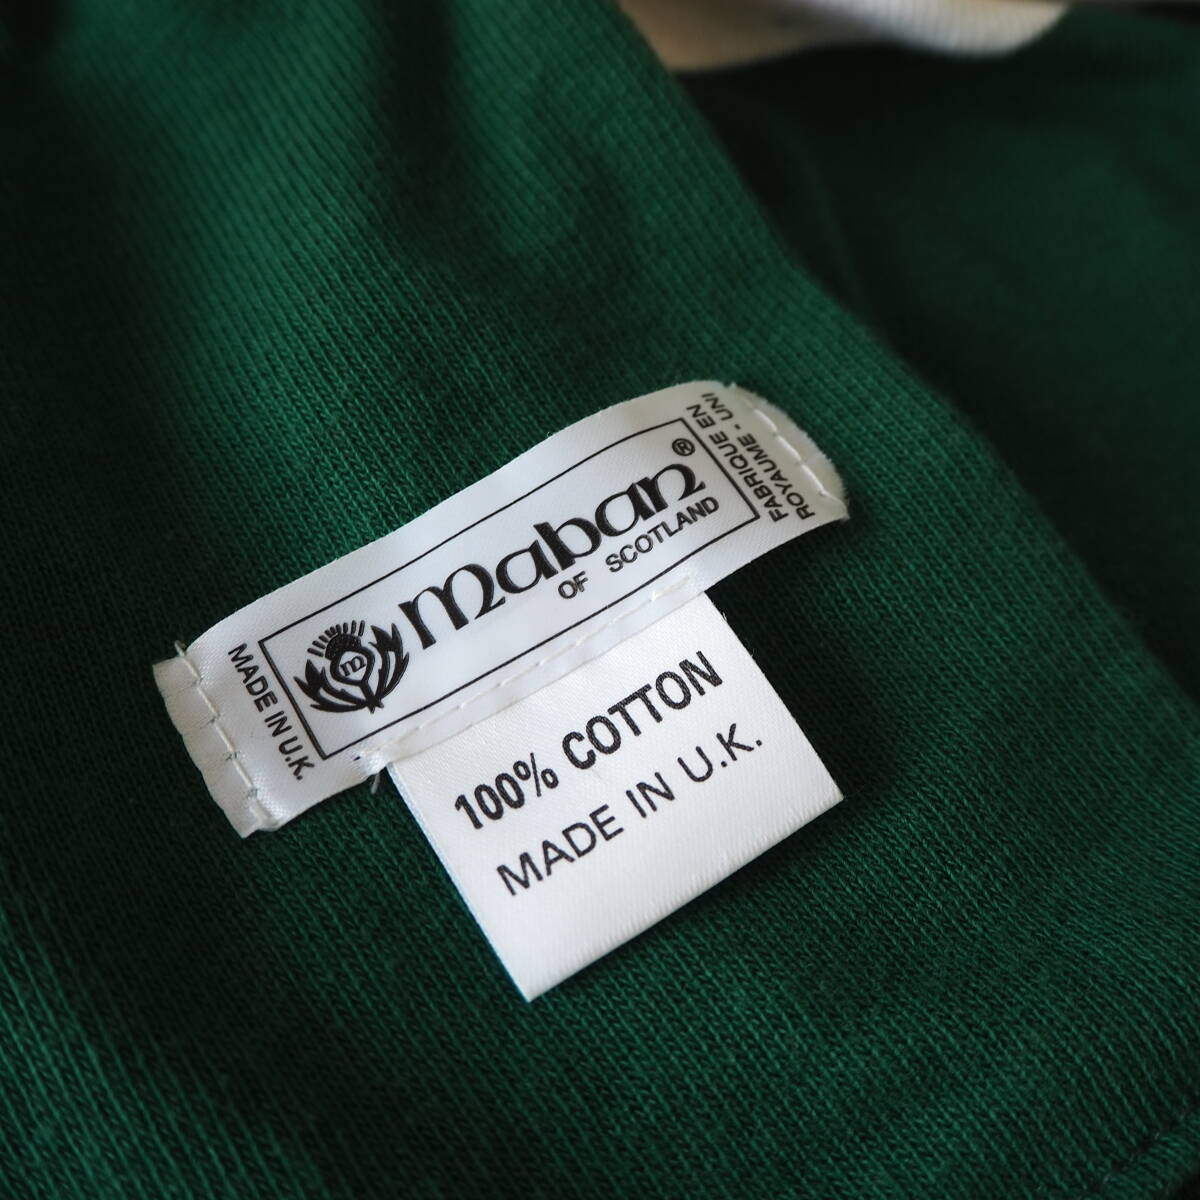 MADE IN U.K.
m
maban®
OF SCOTLAND
FABRIQUE EN
ROYAUME - UNI
100% COTTON
MADE IN U.K.